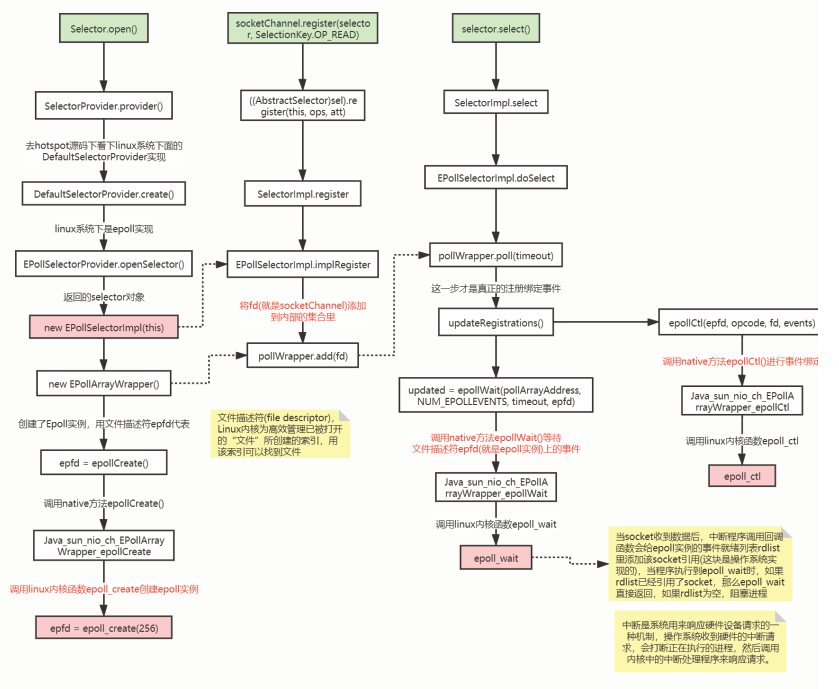 Selector.open()
SelectorProvider.provider()
去hotspot源码下看下linux系统下面的
DefaultSelectorProvider实现
DefaultSelectorProvider.create()
linux系统下是epoll实现
EPollSelectorProvider.openSelector()
返回的selector对象
new EPollSelectorImpl(this)
new EPollArrayWrapper()
创建了Epoll实例，用文件描述符epfd代表
epfd = epollCreate()
调用native方法epollCreate()
Java_sun_nio_ch_EPollArray
Wrapper_epollCreate
调用linux内核函数epoll_create创建epoll实例
epfd = epoll_create(256)
socketChannel.register(selecto
r, SelectionKey.OP_READ)
((AbstractSelector)sel).re
gister(this, ops, att)
SelectorImpl.register
EPollSelectorImpl.implRegister
将fd(就是socketChannel)添加
到内部的集合里
pollWrapper.add(fd)
文件描述符(file descriptor)，
Linux内核为高效管理已被打开
的“文件”所创建的索引，用
该索引可以找到文件
selector.select()
SelectorImpl.select
EPollSelectorImpl.doSelect
pollWrapper.poll(timeout)
这一步才是真正的注册绑定事件
updateRegistrations()
updated = epollWait(pollArrayAddress,
NUM_EPOLLEVENTS, timeout, epfd)
调用native方法epollWait()等待
文件描述符epfd(就是epoll实例)上的事件
Java_sun_nio_ch_EPollA
rrayWrapper_epollWait
调用linux内核函数epoll_wait
epoll_wait
epollCtl(epfd, opcode, fd, events)
调用native方法epollCtl()进行事件绑定
Java_sun_nio_ch_EPollA
rrayWrapper_epollCtl
调用linux内核函数epoll_ctl
epoll_ctl
当socket收到数据后，中断程序调用回调
函数会给epoll实例的事件就绪列表rdlist
里添加该socket引用(这块是操作系统实
现的)，当程序执行到epoll_wait时，如果
rdlist已经引用了socket，那么epoll_wait
直接返回，如果rdlist为空，阻塞进程
中断是系统用来响应硬件设备请求的一
种机制，操作系统收到硬件的中断请
求，会打断正在执行的进程，然后调用
内核中的中断处理程序来响应请求。